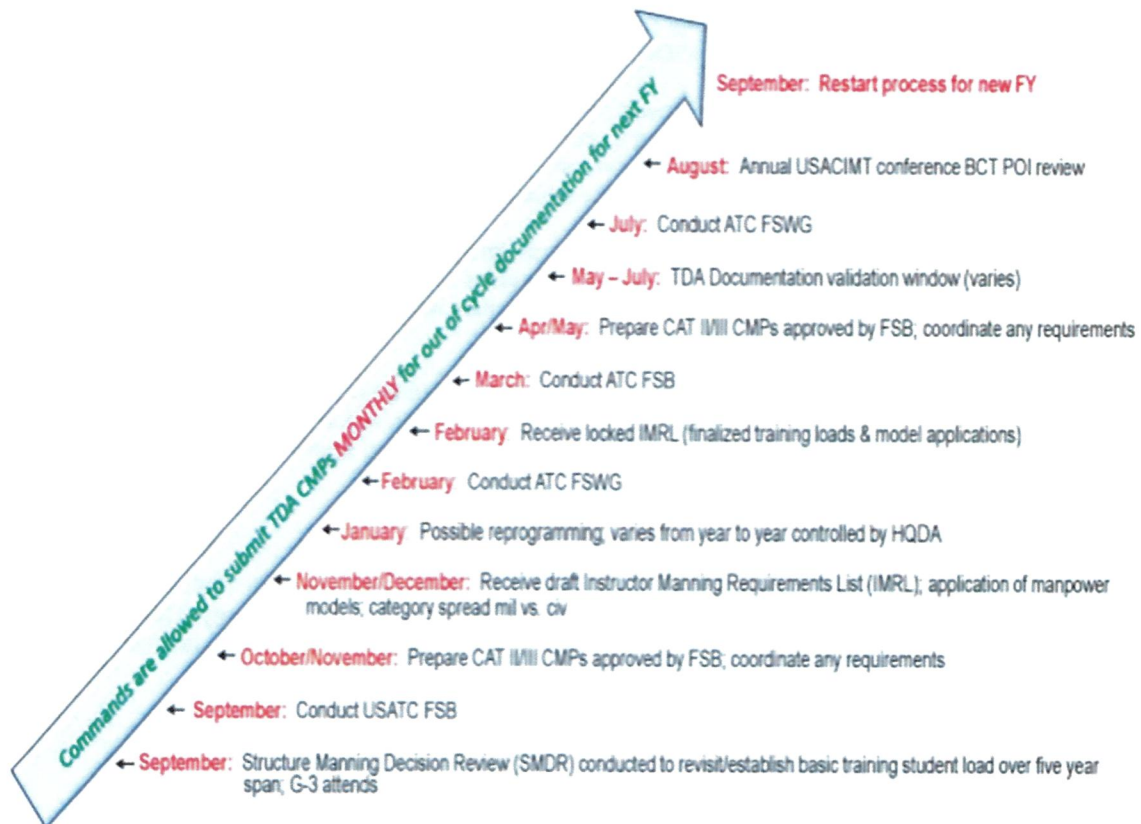 September: Restart process for new FY
August: Annual USACIMT conference BCT POI review
July: Conduct ATC FSWG
May – July: TDA Documentation validation window (varies)
Apr/May: Prepare CAT II/III CMPs approved by FSB; coordinate any requirements
March: Conduct ATC FSB
February: Receive locked IMRL (finalized training loads & model applications)
February: Conduct ATC FSWG
January: Possible reprogramming; varies from year to year controlled by HQDA
November/December: Receive draft Instructor Manning Requirements List (IMRL); application of manpower
models; category spread mil vs. civ
October/November: Prepare CAT II/III CMPs approved by FSB; coordinate any requirements
September: Conduct USATC FSB
September: Structure Manning Decision Review (SMDR) conducted to revisit/establish basic training student load over five year
span; G-3 attends
Commands are allowed to submit TDA CMPs MONTHLY for out of cycle documentation for next FY